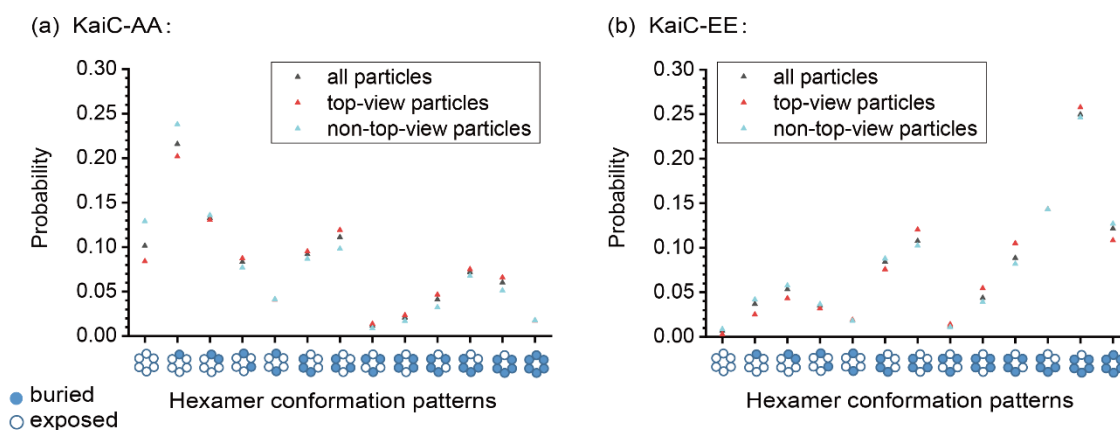 (a) KaiC-AA:
0.30
0.25
0.20
0.15
0.10
0.05
0.00
Probability
all particles
top-view particles
non-top-view particles
buried
exposed
Hexamer conformation patterns
(b) KaiC-EE:
0.30
0.25
0.20
0.15
0.10
0.05
0.00
Probability
all particles
top-view particles
non-top-view particles
Hexamer conformation patterns